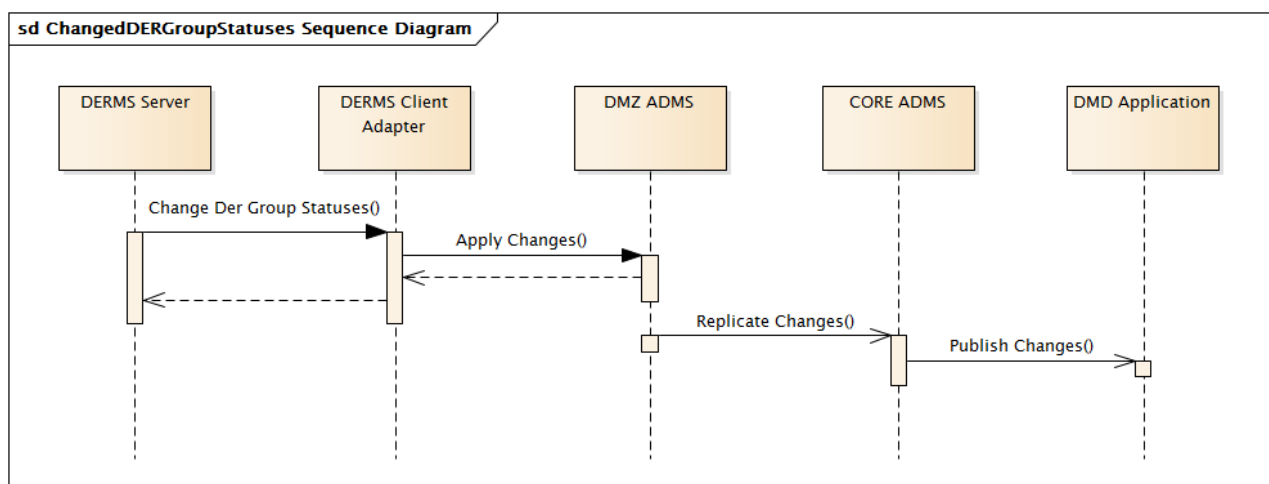 sd ChangedDERGroupStatuses Sequence Diagram
DERMS Server
DERMS Client
Adapter
DMZ ADMS
CORE ADMS
DMD Application
Change Der Group Statuses()
Apply Changes()
Replicate Changes()
Publish Changes()